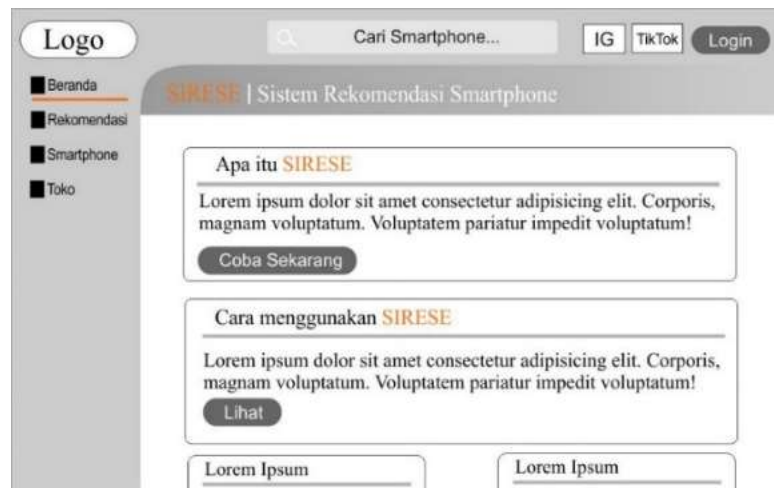 Logo
Cari Smartphone...
IG
TikTok
Login
Beranda
Rekomendasi
Smartphone
Toko
SIRESE | Sistem Rekomendasi Smartphone
Apa itu SIRESE
Lorem ipsum dolor sit amet consectetur adipisicing elit. Corporis,
magnam voluptatum. Voluptatem pariatur impedit voluptatum!
Coba Sekarang
Cara menggunakan SIRESE
Lorem ipsum dolor sit amet consectetur adipisicing elit. Corporis,
magnam voluptatum. Voluptatem pariatur impedit voluptatum!
Lihat
Lorem Ipsum
Lorem Ipsum